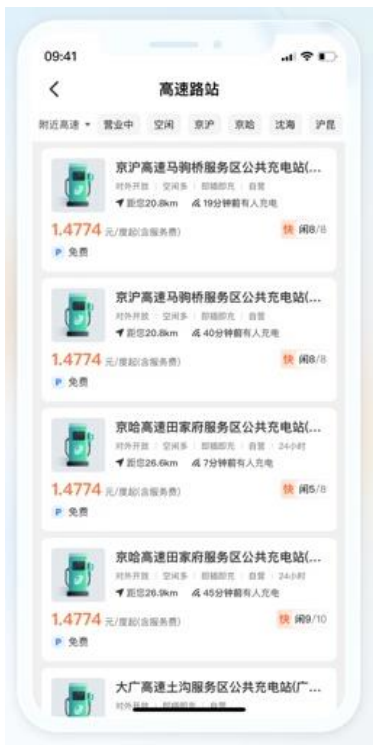 09:41
高速路站
附近高速 营业中 空闲 京沪 京哈 沈海 沪昆
京沪高速马驹桥服务区公共充电站(...
对外开放 空闲多 即插即充 自营
距您20.8km 19分钟前有人充电
1.4774 元/度起(含服务费) 快 闲8/8
P 免费
京沪高速马驹桥服务区公共充电站(...
对外开放 空闲多 即插即充 自营
距您20.8km 40分钟前有人充电
1.4774 元/度起(含服务费) 快 闲8/8
P 免费
京哈高速田家府服务区公共充电站(...
对外开放 空闲多 即插即充 自营 24小时
距您26.6km 7分钟前有人充电
1.4774 元/度起(含服务费) 快 闲5/8
P 免费
京哈高速田家府服务区公共充电站(...
对外开放 空闲多 即插即充 自营 24小时
距您26.9km 45分钟前有人充电
1.4774 元/度起(含服务费) 快 闲9/10
P 免费
大广高速土沟服务区公共充电站(广...